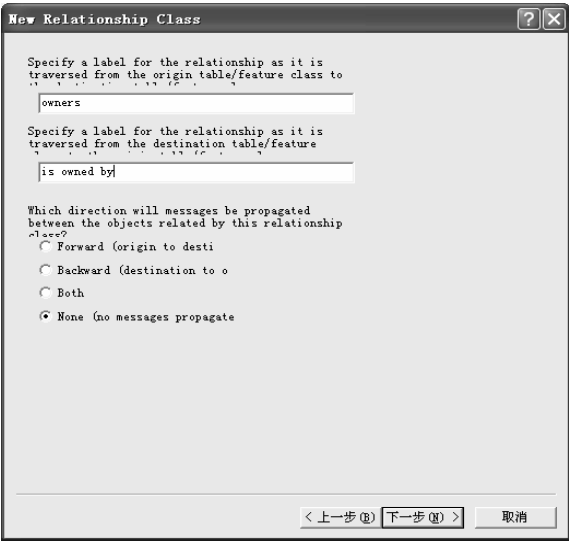 New Relationship Class
Specify a label for the relationship as it is
traversed from the origin table/feature class to
owners
Specify a label for the relationship as it is
traversed from the destination table/feature
is owned by
Which direction will messages be propagated
between the objects related by this relationship
class?
Forward (origin to desti
Backward (destination to o
Both
None (no messages propagate
< 上一步(B) 下一步(N) > 取消